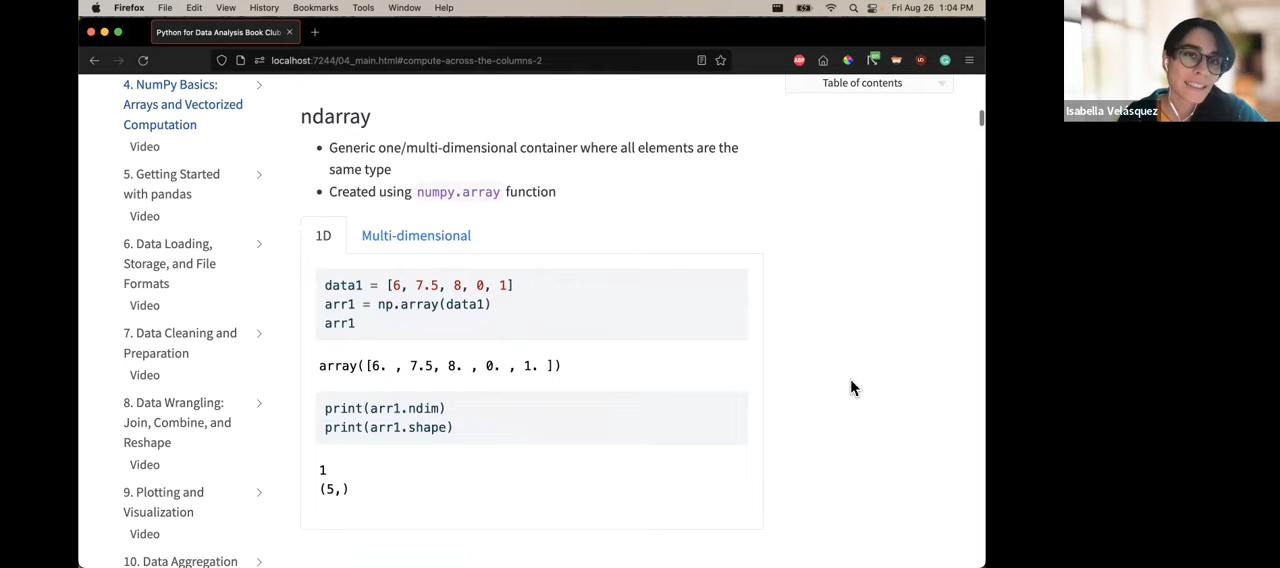 Firefox File Edit View History Bookmarks Tools Window Help Fri Aug 26 1:04 PM
Python for Data Analysis Book Club
localhost:7244/04_main.html#compute-across-the-columns-2
Isabella Velásquez
4. NumPy Basics:
Arrays and Vectorized
Computation
Video
5. Getting Started
with pandas
Video
6. Data Loading,
Storage, and File
Formats
Video
7. Data Cleaning and
Preparation
Video
8. Data Wrangling:
Join, Combine, and
Reshape
Video
9. Plotting and
Visualization
Video
10. Data Aggregation
Table of contents
ndarray
Generic one/multi-dimensional container where all elements are the
same type
Created using numpy.array function
1D Multi-dimensional
data1 = [6, 7.5, 8, 0, 1]
arr1 = np.array(data1)
arr1
array([6. , 7.5, 8. , 0. , 1. ])
print(arr1.ndim)
print(arr1.shape)
1
(5,)